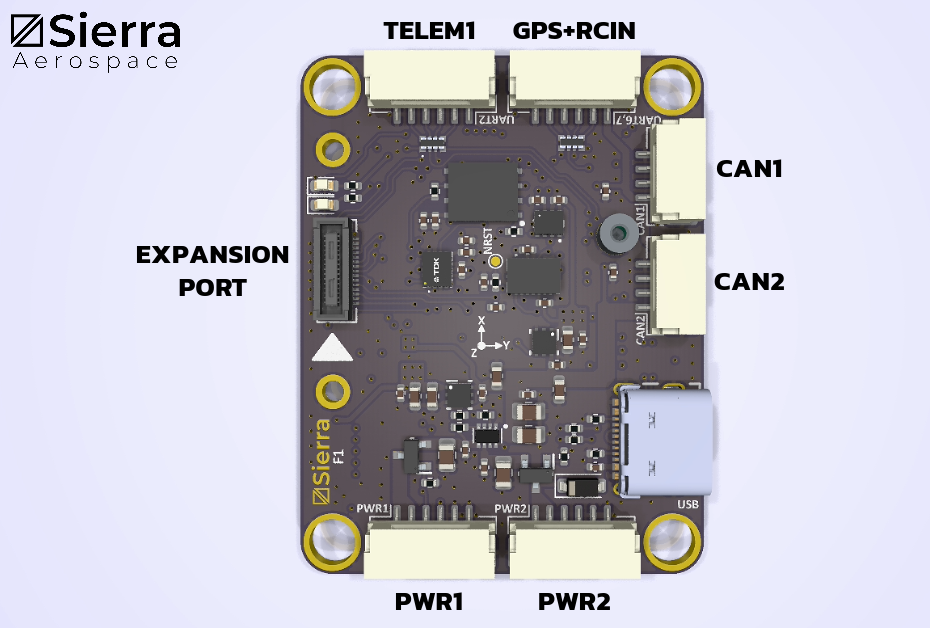 Sierra
Aerospace
TELEM1
GPS+RCIN
UART2
UART6,7
CAN1
CAN1
NRST
TDK
EXPANSION
PORT
CAN2
CAN2
X
Y
Z
Sierra
F1
USB
PWR1
PWR2
PWR1
PWR2